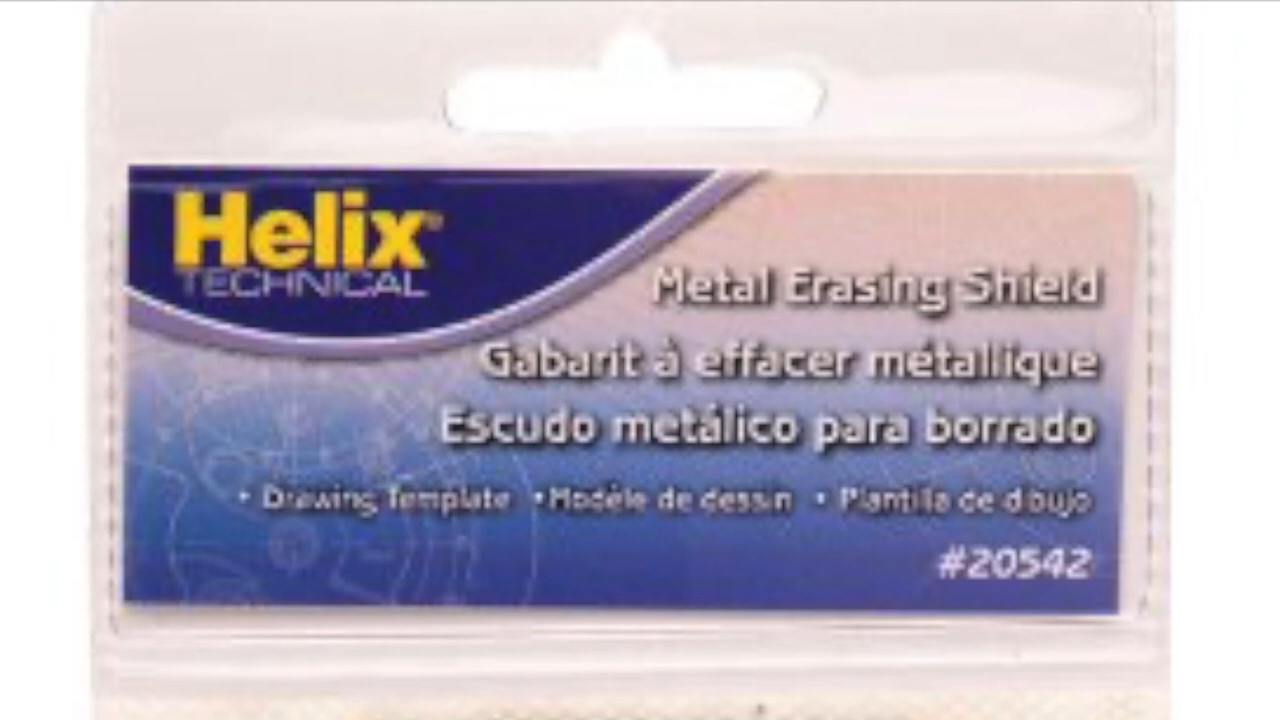 Helix®
TECHNICAL
Metal Erasing Shield
Gabarit à effacer métallique
Escudo metálico para borrado
• Drawing Template • Modèle de dessin • Plantilla de dibujo
#20542